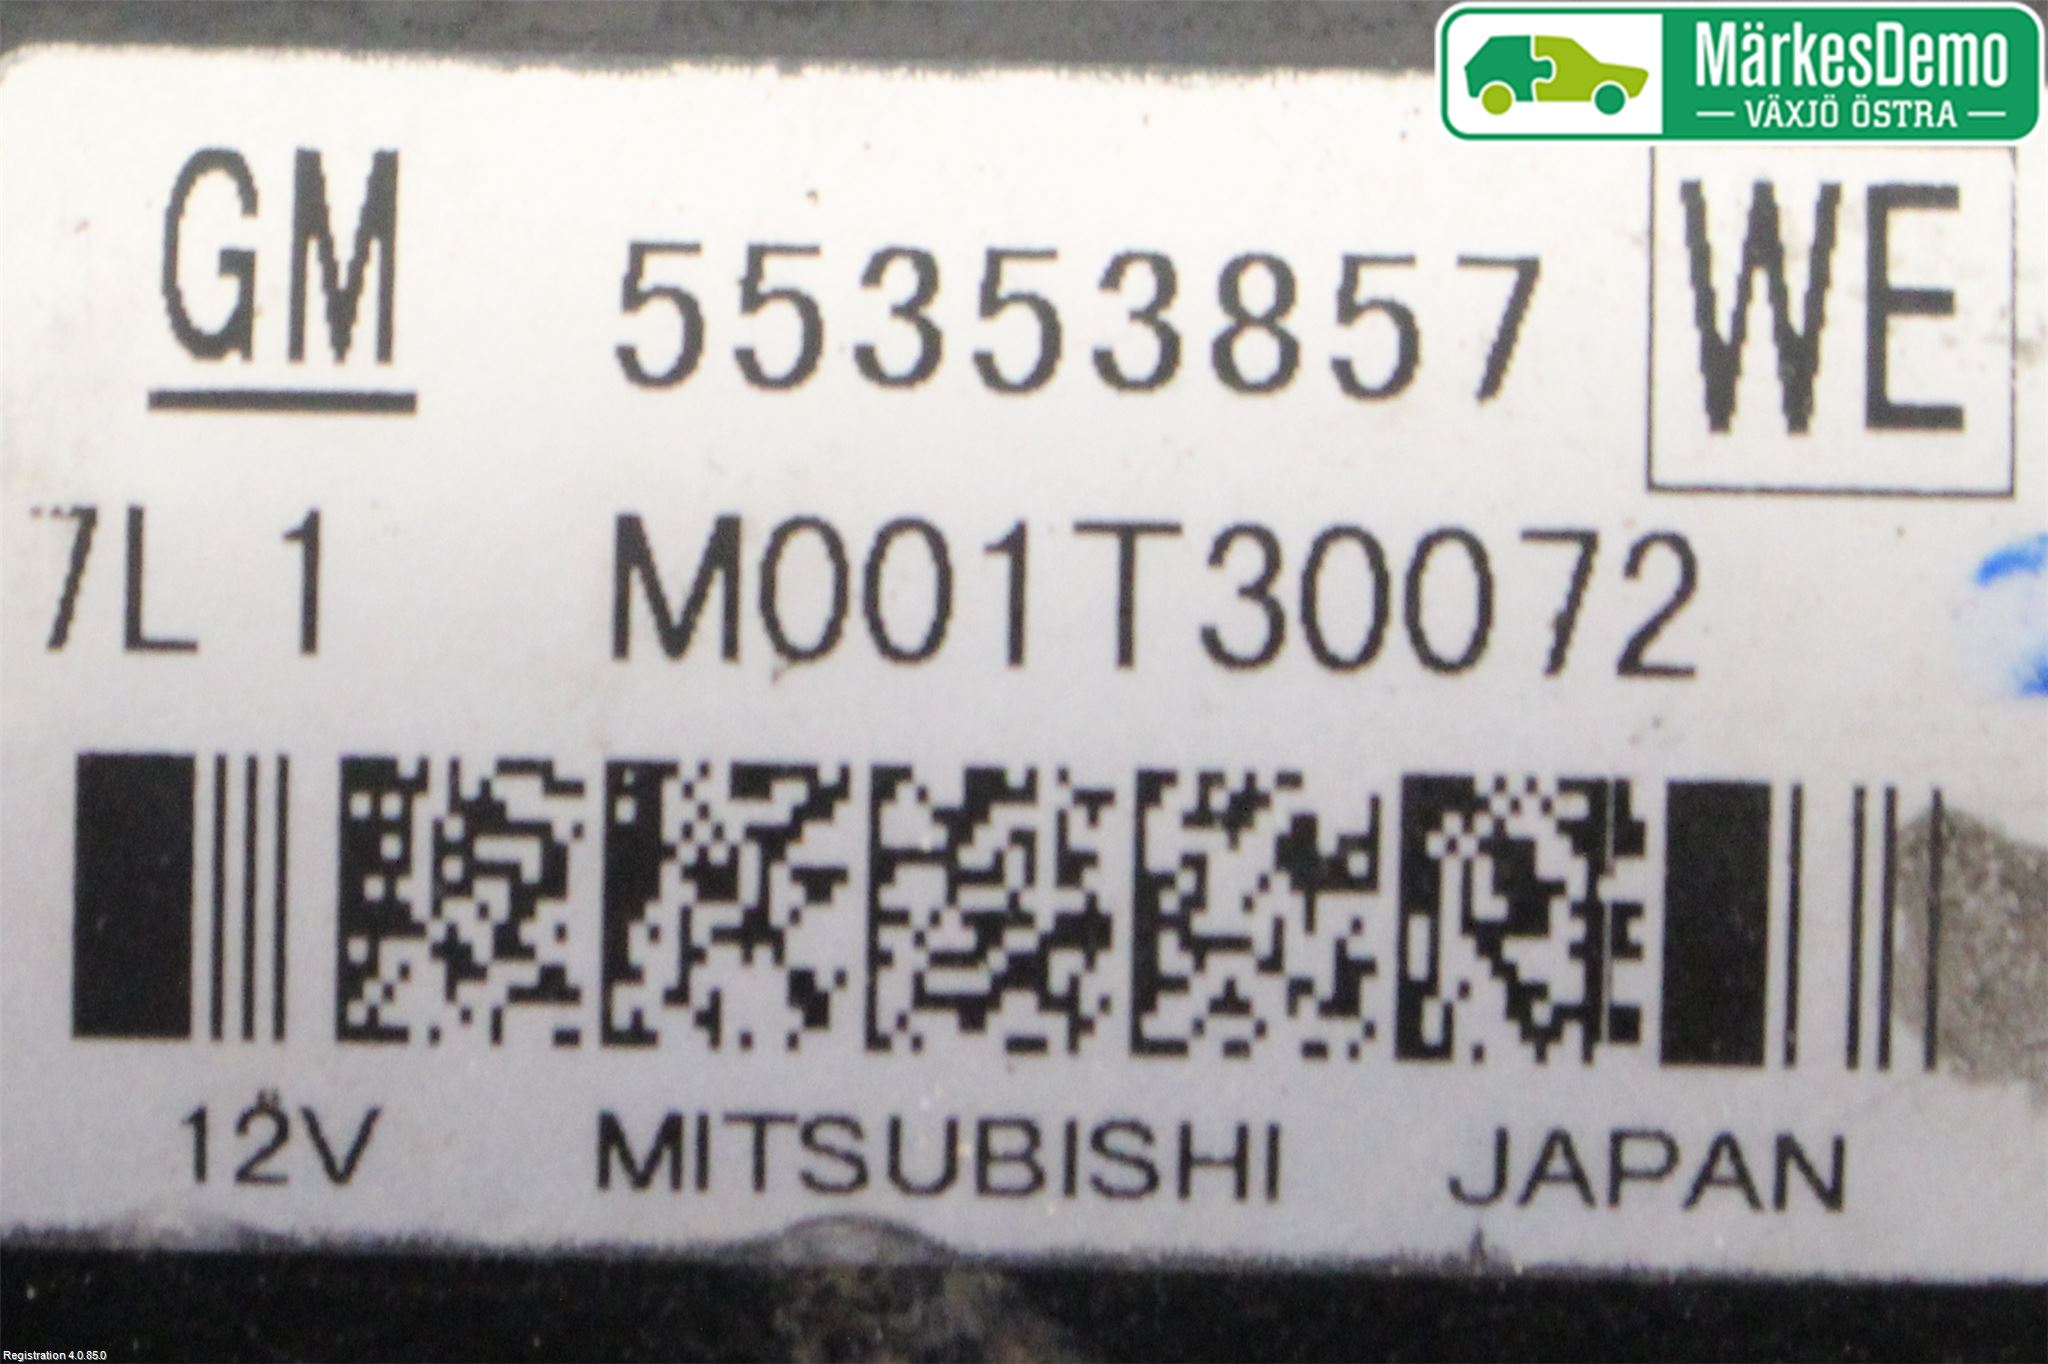 MärkesDemo
VÄXJÖ ÖSTRA
GM 55353857 WE
7L 1 M001T30072
12V MITSUBISHI JAPAN
Registration 4.0.85.0